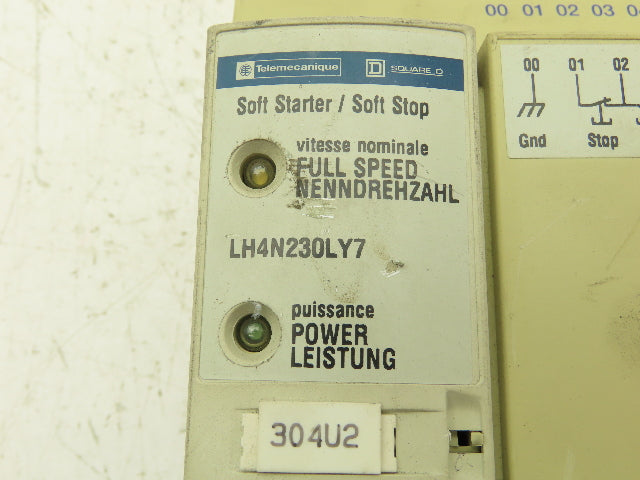 00 01 02 03 0
Telemecanique SQUARE D
Soft Starter / Soft Stop
vitesse nominale
FULL SPEED
NENNDREHZAHL
LH4N230LY7
puissance
POWER
LEISTUNG
304U2
00 01 02
Gnd Stop